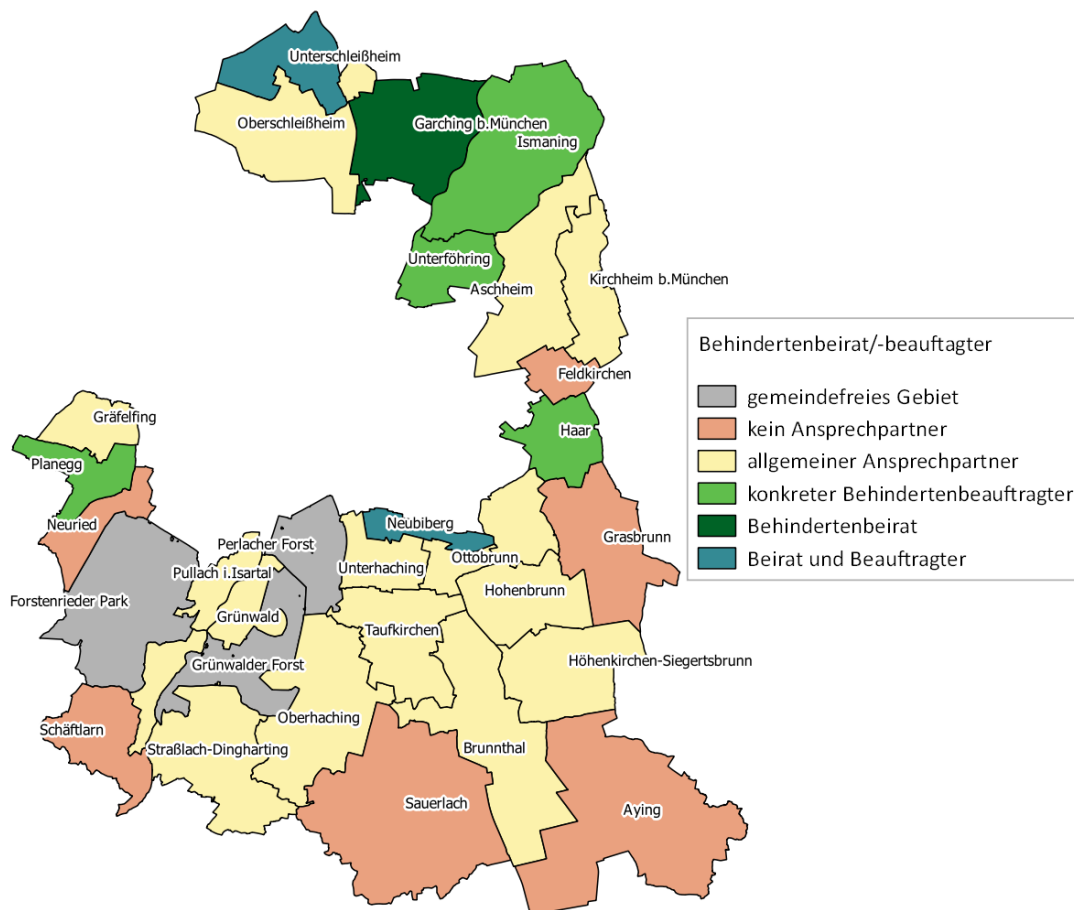 Unterschleißheim
Oberschleißheim
Garching b.München
Ismaning
Unterföhring
Aschheim
Kirchheim b.München
Feldkirchen
Haar
Gräfelfing
Planegg
Neuried
Perlacher Forst
Neubiberg
Grasbrunn
Pullach i.Isartal
Unterhaching
Ottobrunn
Forstenrieder Park
Grünwald
Hohenbrunn
Taufkirchen
Grünwalder Forst
Höhenkirchen-Siegertsbrunn
Schäftlarn
Oberhaching
Straßlach-Dingharting
Brunnthal
Sauerlach
Aying
Behindertenbeirat/-beauftagter
gemeindefreies Gebiet
kein Ansprechpartner
allgemeiner Ansprechpartner
konkreter Behindertenbeauftragter
Behindertenbeirat
Beirat und Beauftragter